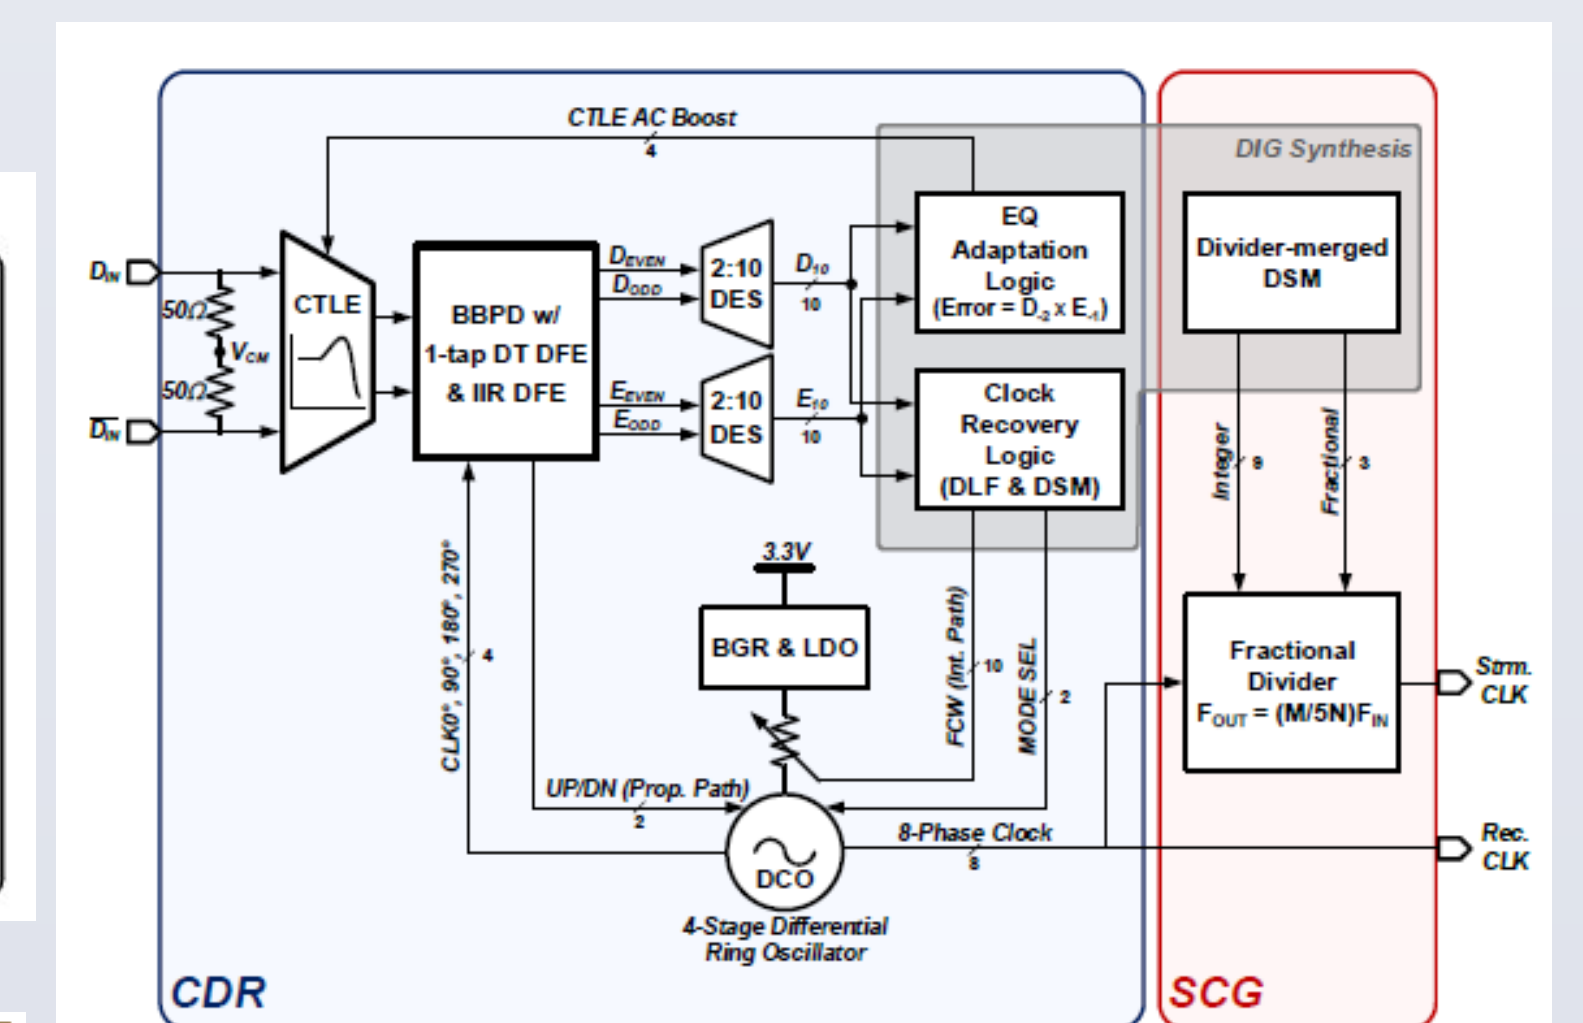 CTLE AC Boost
4
DIG Synthesis
EQ
Adaptation
Logic
(Error = D-2 x E-1)
Divider-merged
DSM
DIN
50Ω
VCM
50Ω
DIN
CTLE
BBPD w/
1-tap DT DFE
& IIR DFE
DEVEN
DODD
2:10
DES
D10
10
EEVEN
EODD
2:10
DES
E10
10
Clock
Recovery
Logic
(DLF & DSM)
Integer
9
Fractional
3
CLK0°, 90°, 180°, 270°
4
3.3V
BGR & LDO
FCW (Int. Path)
10
MODE SEL
2
Fractional
Divider
FOUT = (M/5N)FIN
Strm.
CLK
UP/DN (Prop. Path)
2
8-Phase Clock
8
Rec.
CLK
DCO
4-Stage Differential
Ring Oscillator
CDR
SCG